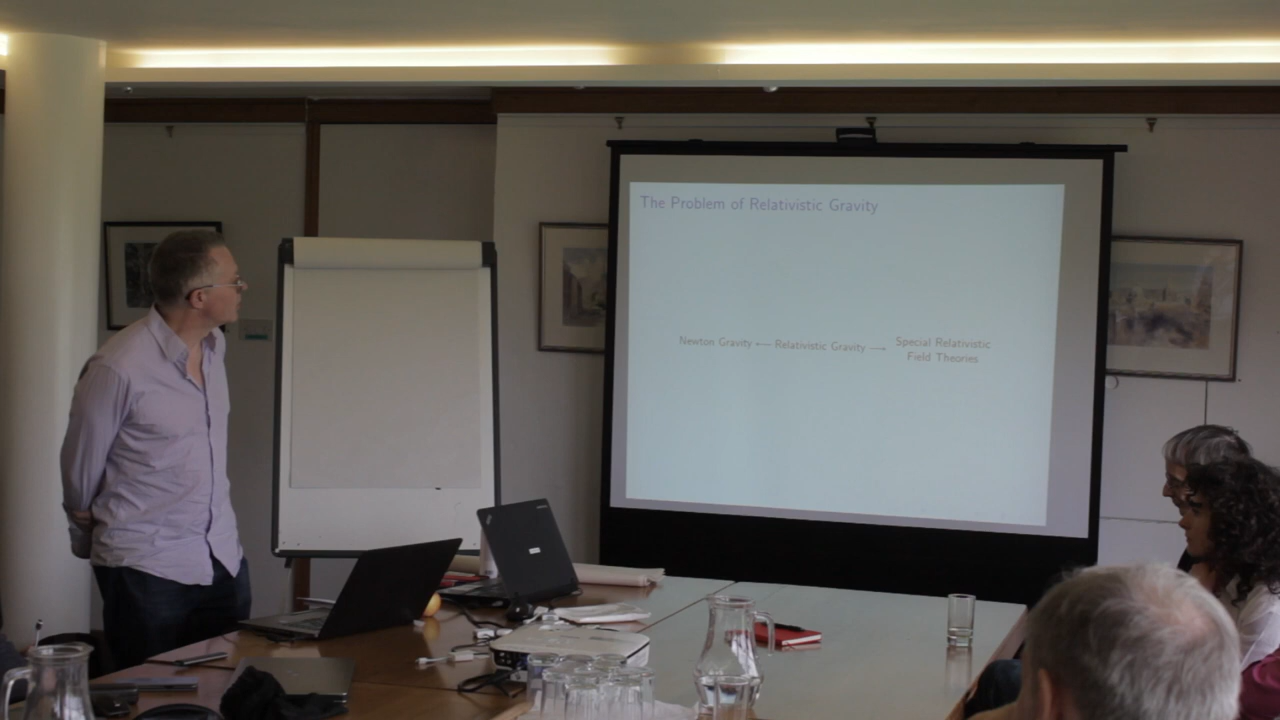 The Problem of Relativistic Gravity
Newton Gravity ⟵ Relativistic Gravity ⟶ Special Relativistic
Field Theories